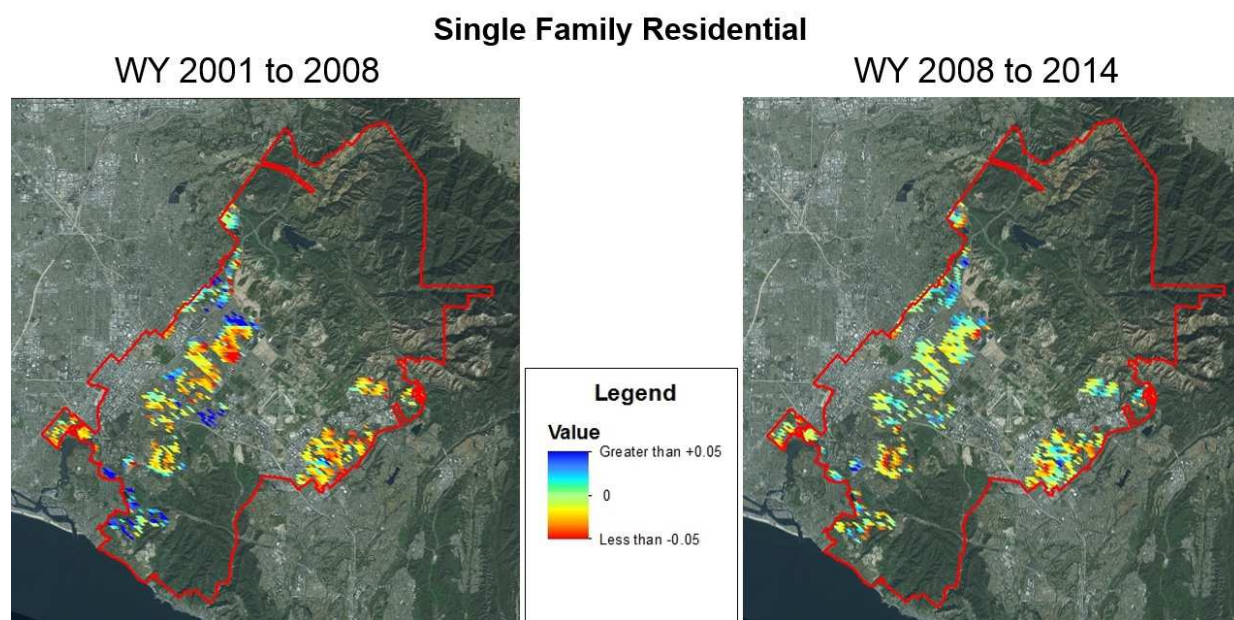 Single Family Residential
WY 2001 to 2008
WY 2008 to 2014
Legend
Value
Greater than +0.05
0
Less than -0.05